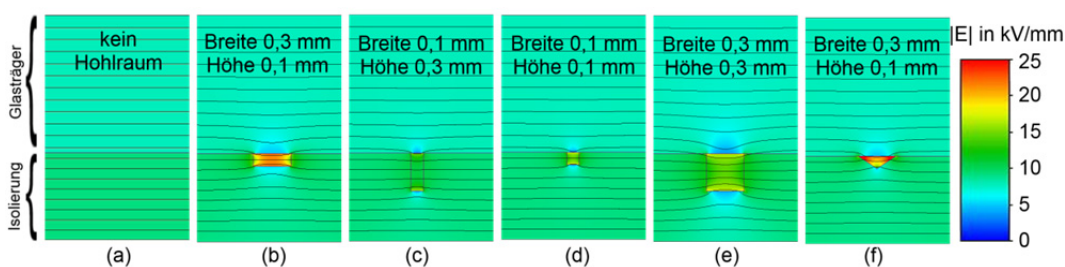 Glasträger
Isolierung
kein
Hohlraum
Breite 0,3 mm
Höhe 0,1 mm
Breite 0,1 mm
Höhe 0,3 mm
Breite 0,1 mm
Höhe 0,1 mm
Breite 0,3 mm
Höhe 0,3 mm
Breite 0,3 mm
Höhe 0,1 mm
|E| in kV/mm
25
20
15
10
5
0
(a)
(b)
(c)
(d)
(e)
(f)